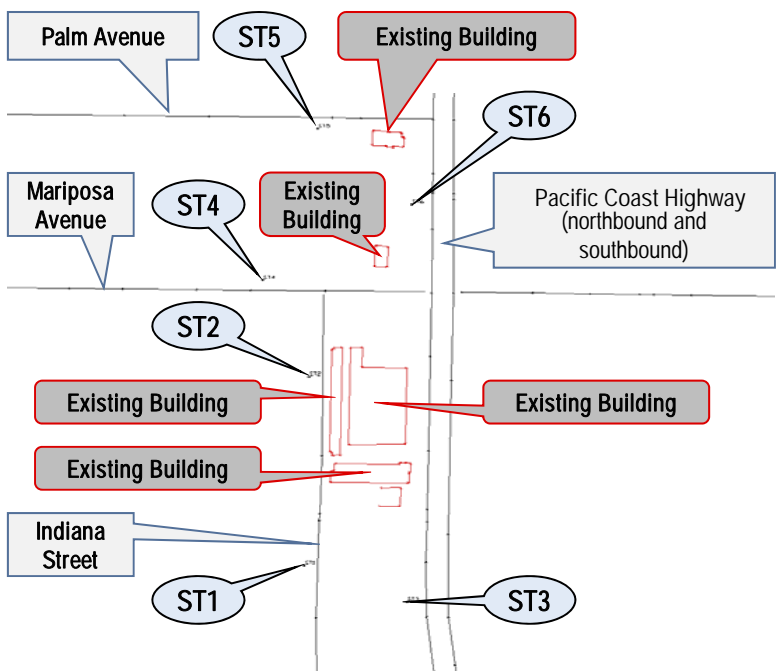 Palm Avenue
ST5
Existing Building
ST6
Mariposa
Avenue
ST4
Existing
Building
Pacific Coast Highway
(northbound and
southbound)
ST2
Existing Building
Existing Building
Existing Building
Indiana
Street
ST1
ST3